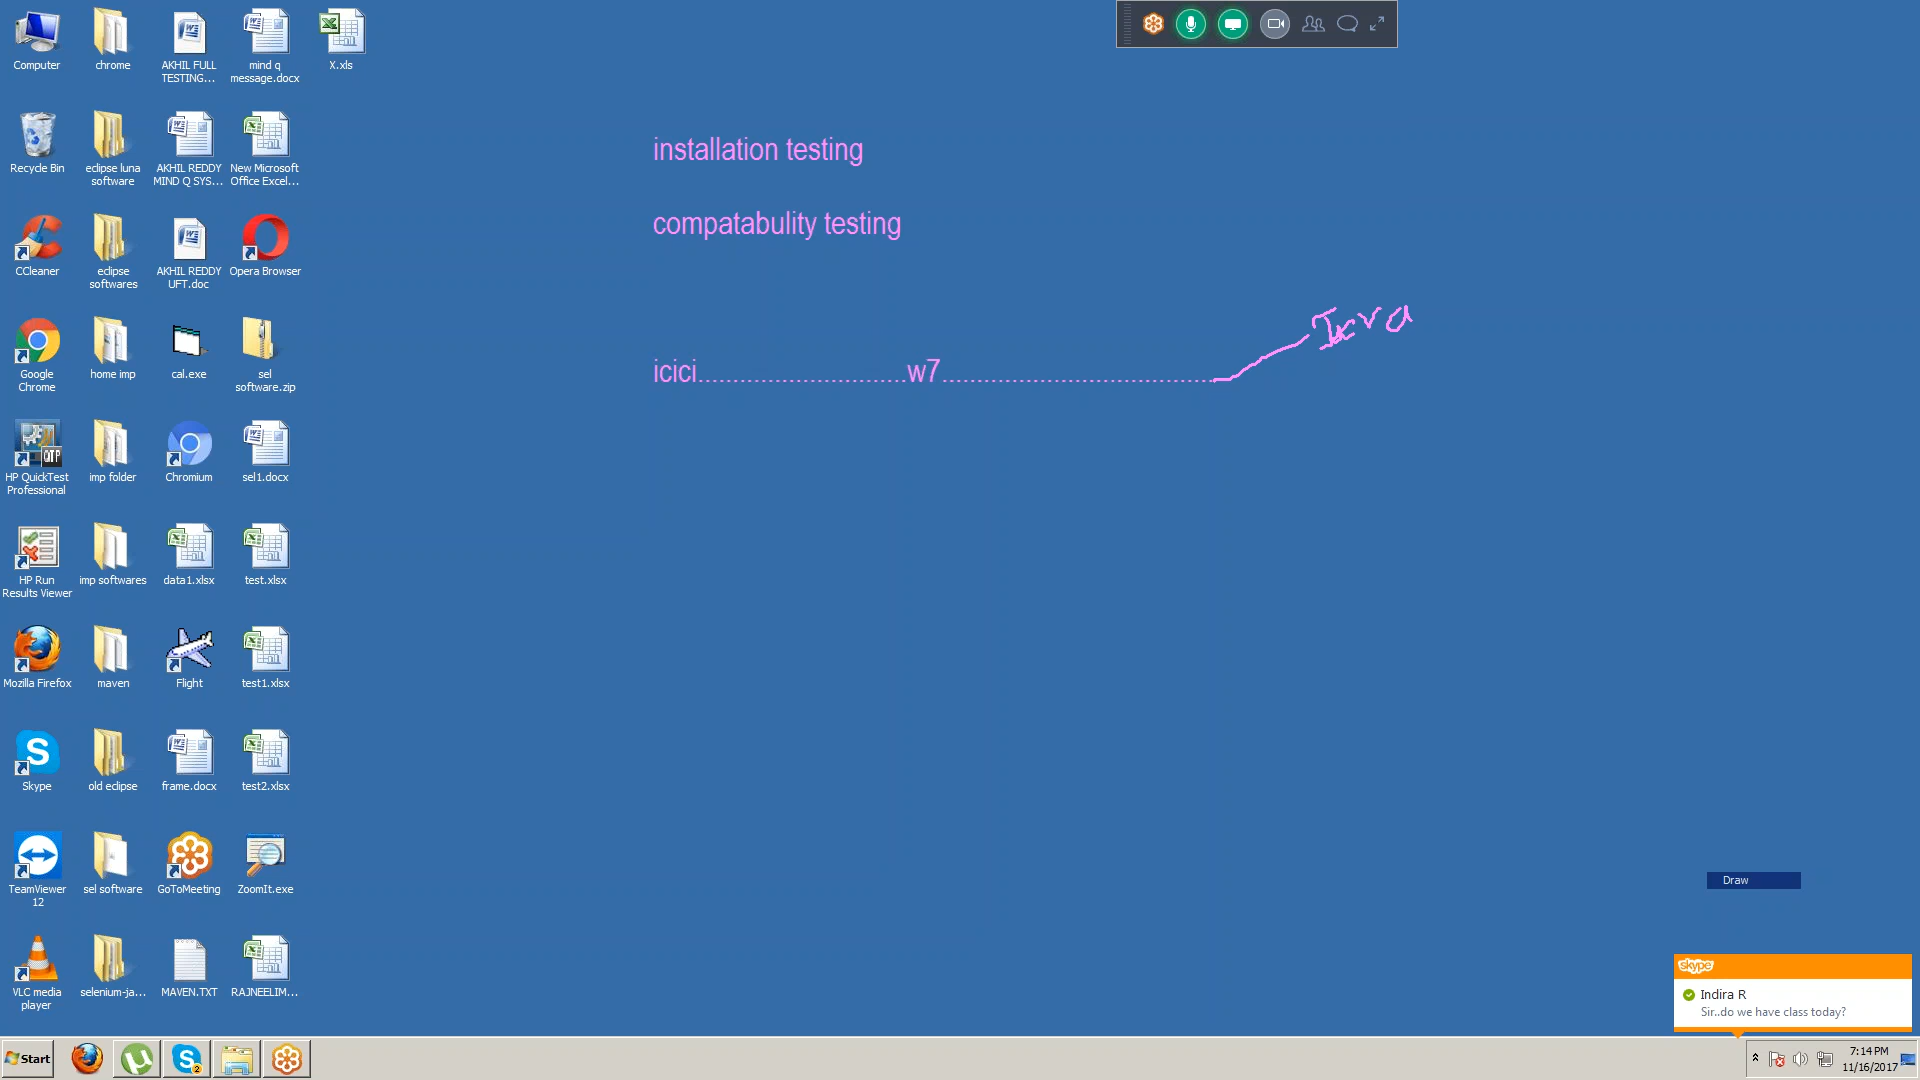 Computer
chrome
AKHIL FULL
TESTING...
mind q
message.docx
X.xls
installation testing
Recycle Bin
eclipse luna
software
AKHIL REDDY
MIND Q SYS...
New Microsoft
Office Excel...
compatabulity testing
CCleaner
eclipse
softwares
AKHIL REDDY
UFT.doc
Opera Browser
icici..............................w7.......................................
Google
Chrome
home imp
cal.exe
sel
software.zip
QTP
HP QuickTest
Professional
imp folder
Chromium
sel1.docx
HP Run
Results Viewer
imp softwares
data1.xlsx
test.xlsx
Mozilla Firefox
maven
Flight
test1.xlsx
Skype
old eclipse
frame.docx
test2.xlsx
TeamViewer
12
sel software
GoToMeeting
ZoomIt.exe
Draw
VLC media
player
selenium-ja...
MAVEN.TXT
RAJNEELIM...
skype
Indira R
Sir..do we have class today?
Start
2
7:14 PM
11/16/2017